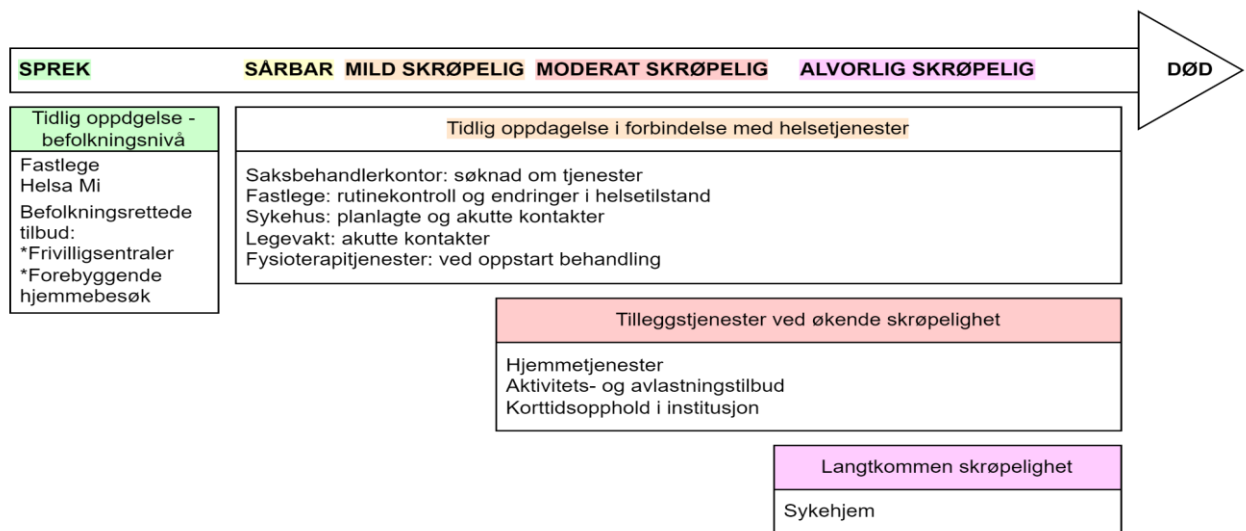 SPREK SÅRBAR MILD SKRØPELIG MODERAT SKRØPELIG ALVORLIG SKRØPELIG DØD
Tidlig oppdgelse -
befolkningsnivå
Fastlege
Helsa Mi
Befolkningsrettede
tilbud:
*Frivilligsentraler
*Forebyggende
hjemmebesøk
Tidlig oppdagelse i forbindelse med helsetjenester
Saksbehandlerkontor: søknad om tjenester
Fastlege: rutinekontroll og endringer i helsetilstand
Sykehus: planlagte og akutte kontakter
Legevakt: akutte kontakter
Fysioterapitjenester: ved oppstart behandling
Tilleggstjenester ved økende skrøpelighet
Hjemmetjenester
Aktivitets- og avlastningstilbud
Korttidsopphold i institusjon
Langtkommen skrøpelighet
Sykehjem